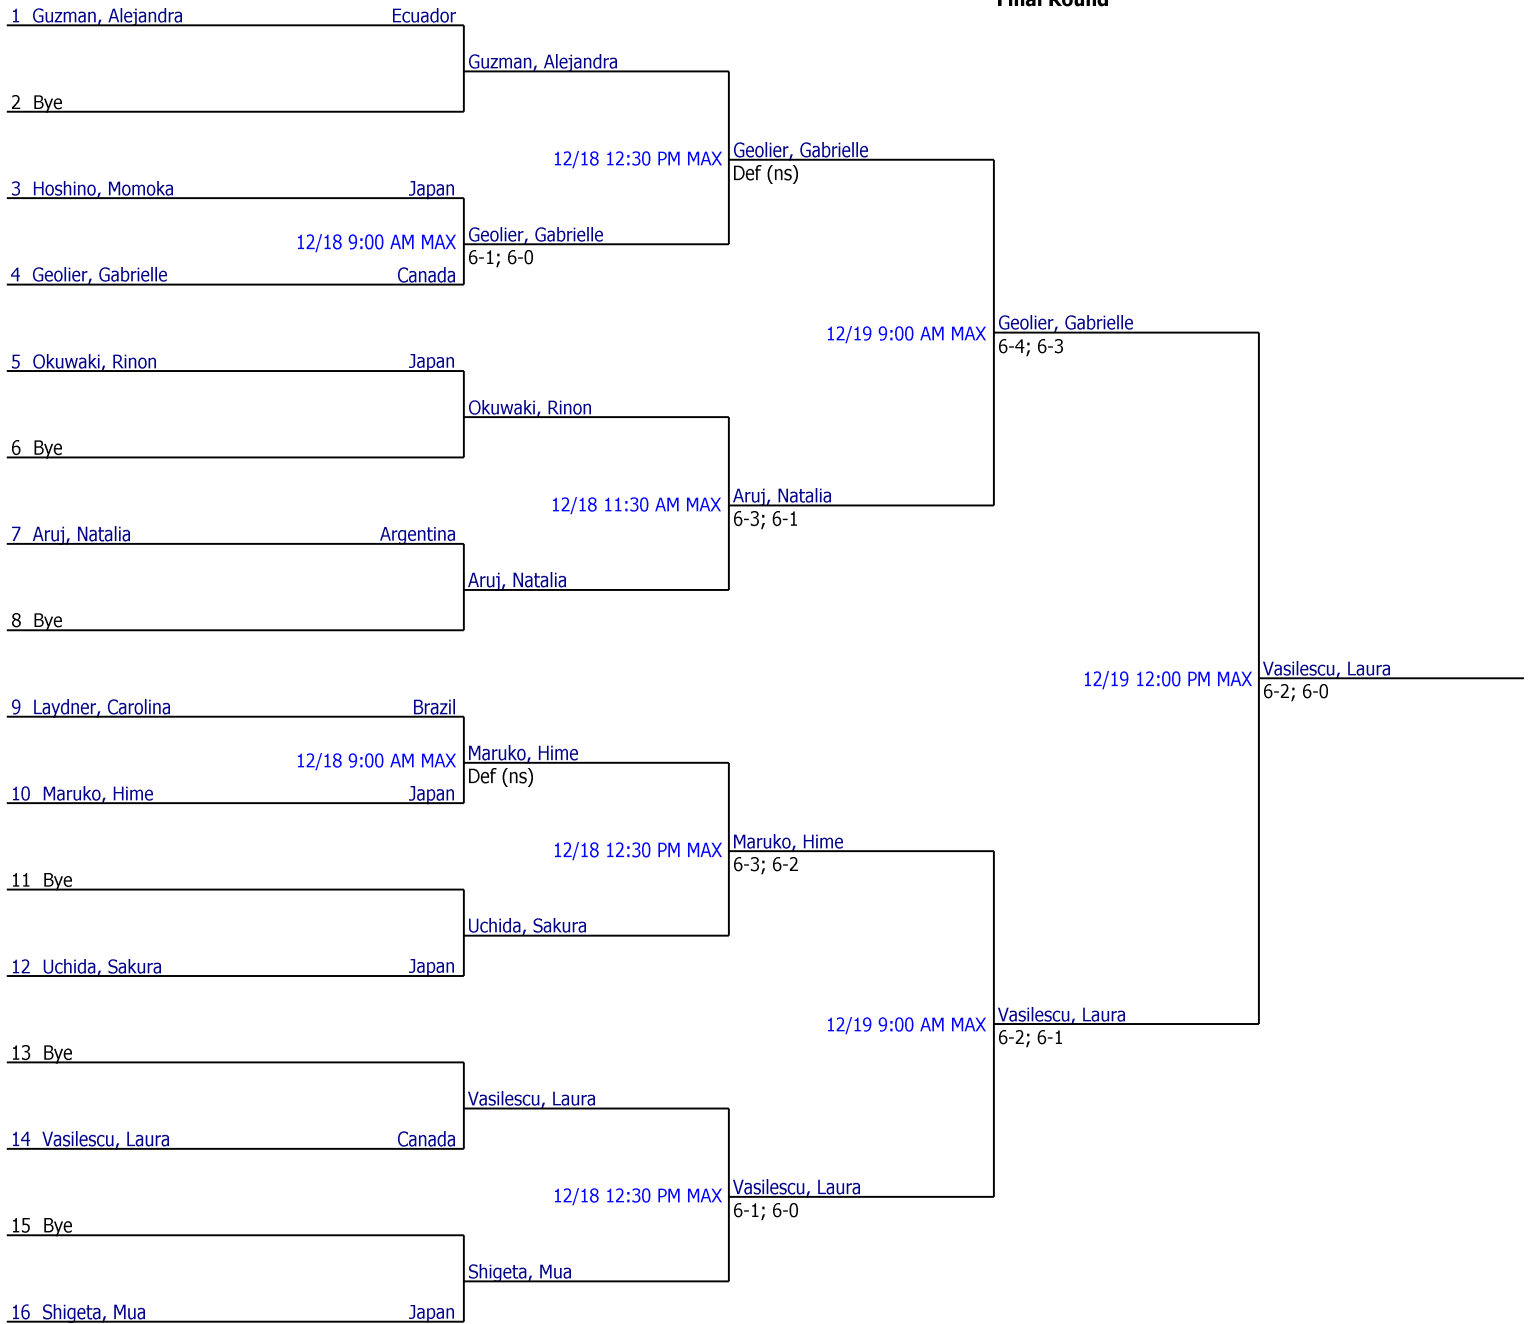 Final Round
1 Guzman, Alejandra Ecuador
Guzman, Alejandra
2 Bye
12/18 12:30 PM MAX Geolier, Gabrielle
Def (ns)
3 Hoshino, Momoka Japan
12/18 9:00 AM MAX Geolier, Gabrielle
6-1; 6-0
4 Geolier, Gabrielle Canada
12/19 9:00 AM MAX Geolier, Gabrielle
6-4; 6-3
5 Okuwaki, Rinon Japan
Okuwaki, Rinon
6 Bye
12/18 11:30 AM MAX Aruj, Natalia
6-3; 6-1
7 Aruj, Natalia Argentina
Aruj, Natalia
8 Bye
12/19 12:00 PM MAX Vasilescu, Laura
6-2; 6-0
9 Laydner, Carolina Brazil
12/18 9:00 AM MAX Maruko, Hime
Def (ns)
10 Maruko, Hime Japan
12/18 12:30 PM MAX Maruko, Hime
6-3; 6-2
11 Bye
Uchida, Sakura
12 Uchida, Sakura Japan
12/19 9:00 AM MAX Vasilescu, Laura
6-2; 6-1
13 Bye
Vasilescu, Laura
14 Vasilescu, Laura Canada
12/18 12:30 PM MAX Vasilescu, Laura
6-1; 6-0
15 Bye
Shigeta, Mua
16 Shigeta, Mua Japan